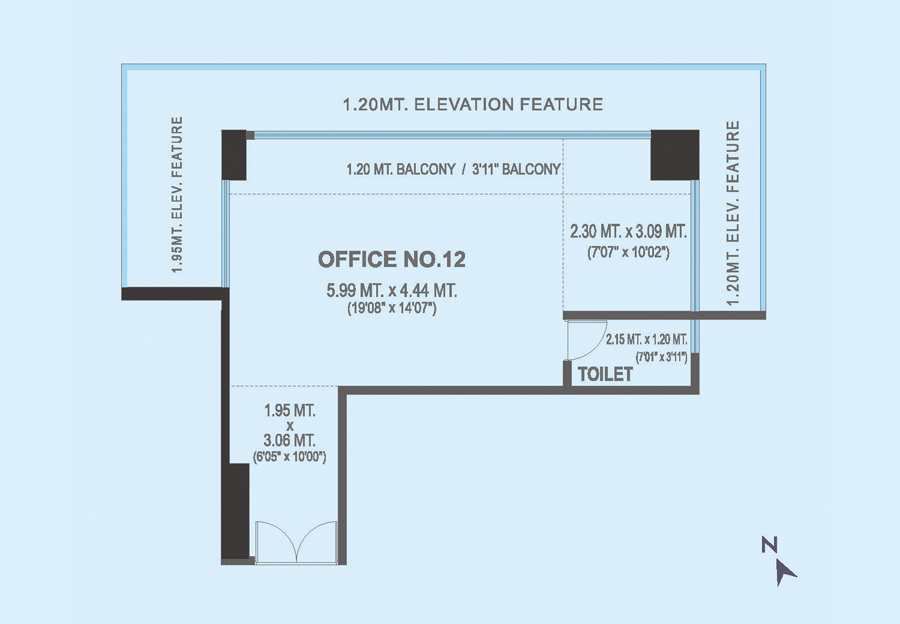 1.20MT. ELEVATION FEATURE
1.95MT. ELEV. FEATURE
1.20 MT. BALCONY / 3'11" BALCONY
1.20MT. ELEV. FEATURE
2.30 MT. x 3.09 MT.
(7'07" x 10'02")
OFFICE NO.12
5.99 MT. x 4.44 MT.
(19'08" x 14'07")
2.15 MT. x 1.20 MT.
(7'01" x 3'11")
TOILET
1.95 MT.
x
3.06 MT.
(6'05" x 10'00")
N